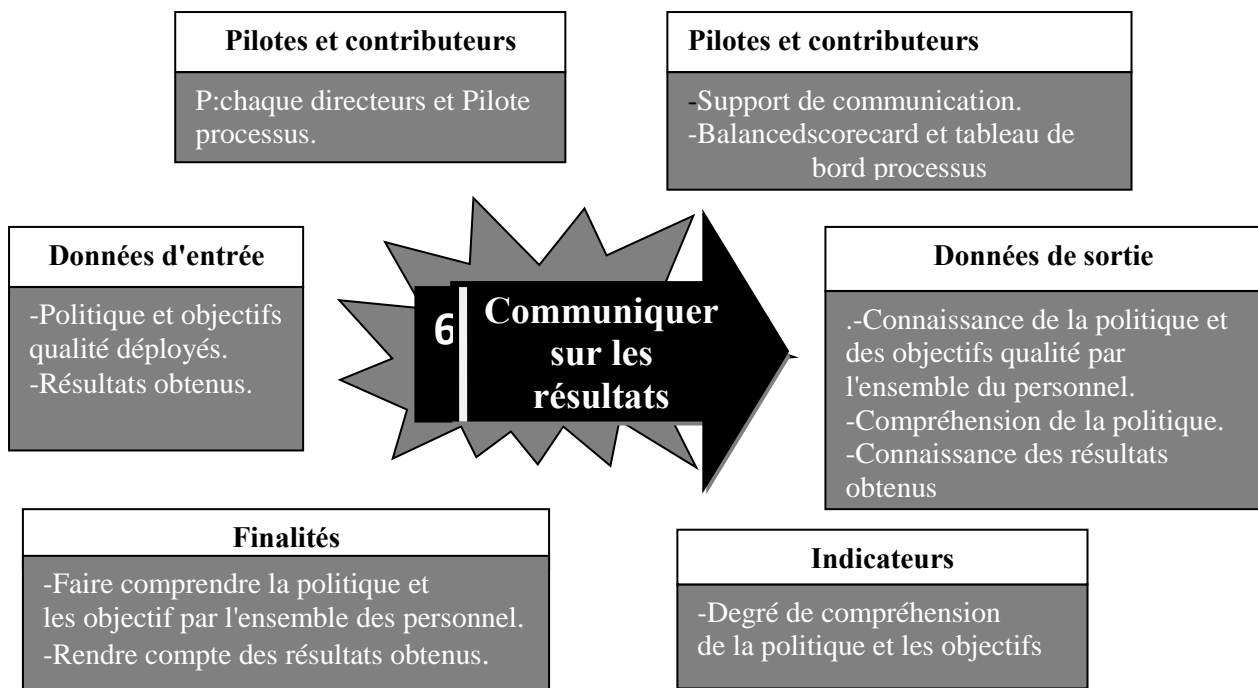 Pilotes et contributeurs
P:chaque directeurs et Pilote
processus.
Pilotes et contributeurs
-Support de communication.
-Balancedscorecard et tableau de
bord processus
Données d'entrée
-Politique et objectifs
qualité déployés.
-Résultats obtenus.
6
Communiquer
sur les
résultats
Données de sortie
.-Connaissance de la politique et
des objectifs qualité par
l'ensemble du personnel.
-Compréhension de la politique.
-Connaissance des résultats
obtenus
Finalités
-Faire comprendre la politique et
les objectif par l'ensemble des personnel.
-Rendre compte des résultats obtenus.
Indicateurs
-Degré de compréhension
de la politique et les objectifs